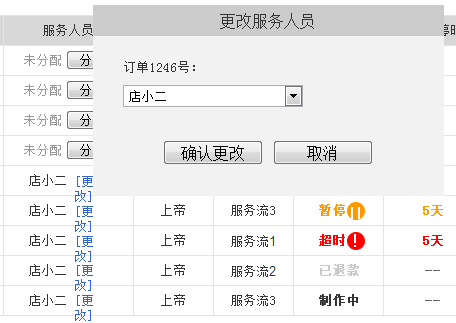 更改服务人员
服务人员
停时
订单1246号：
店小二
确认更改 取消
未分配 分
未分配 分
未分配 分
未分配 分
店小二 [更改]
店小二 [更改] 上帝 服务流3 暂停 5天
店小二 [更改] 上帝 服务流1 超时 5天
店小二 [更改] 上帝 服务流2 已退款 --
店小二 [更改] 上帝 服务流3 制作中 --